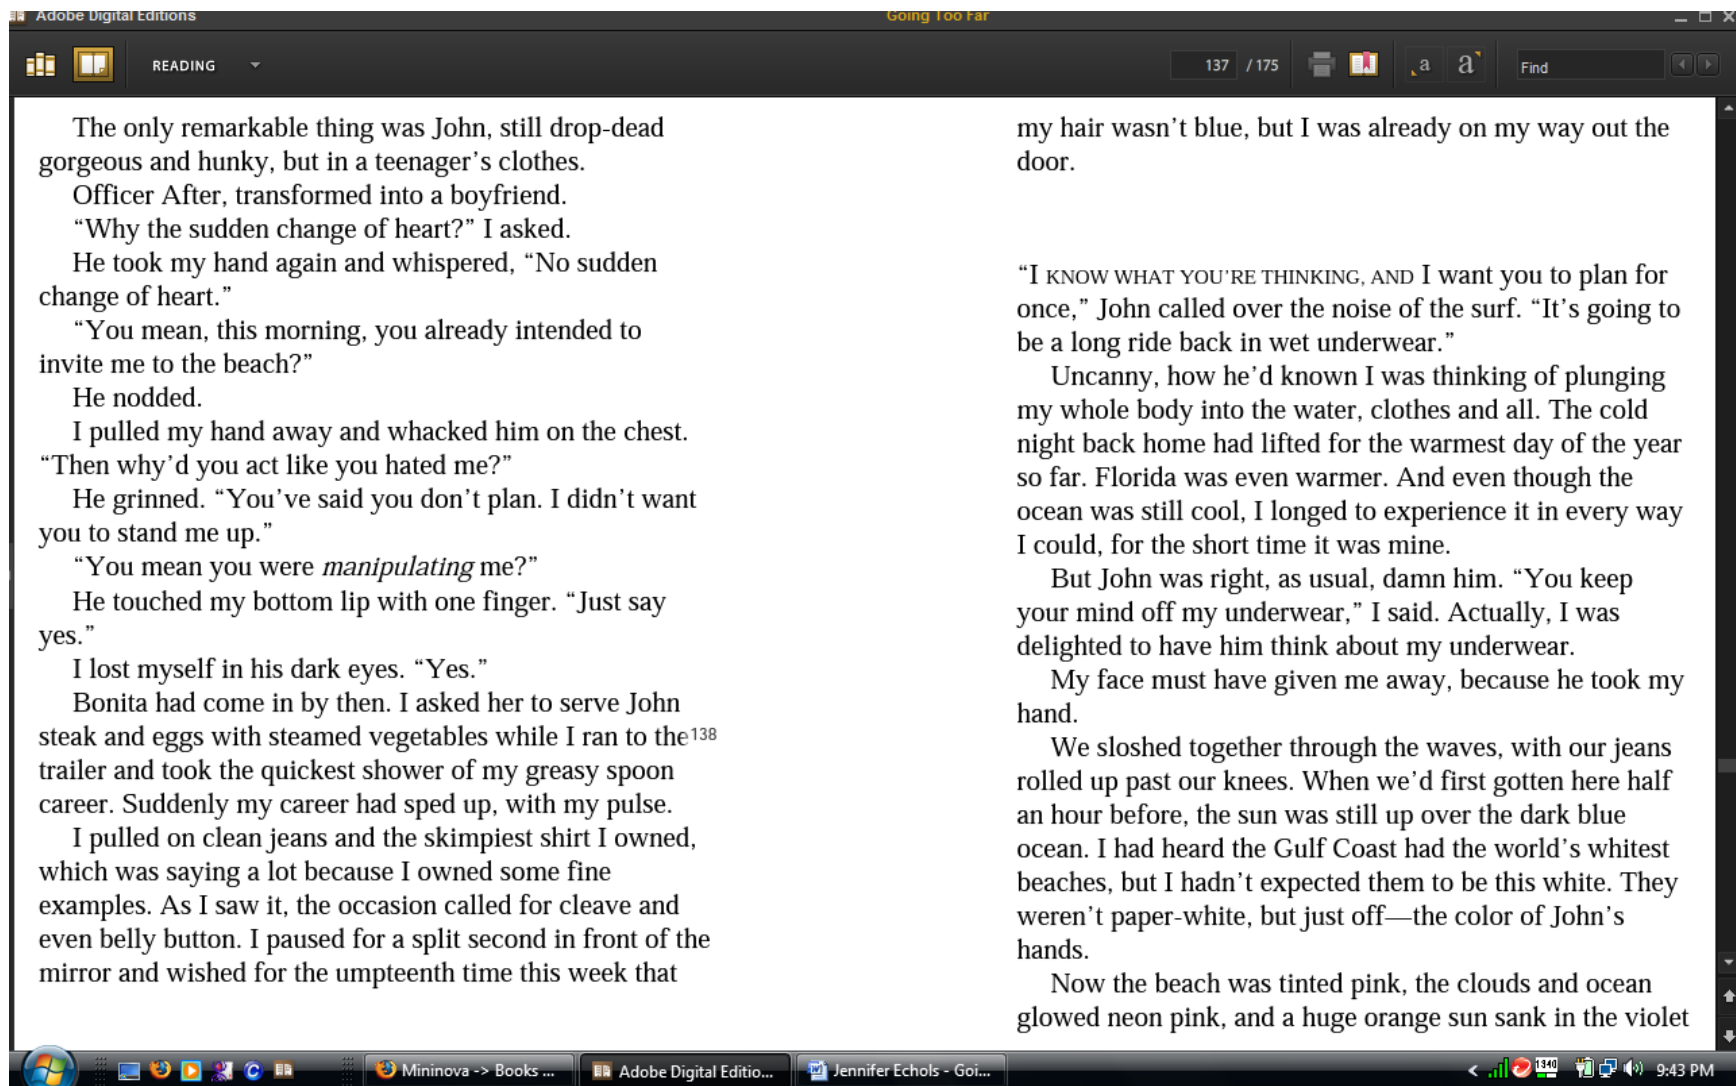 Adobe Digital Editions
Going Too Far
READING
137 / 175
a
a
Find
The only remarkable thing was John, still drop-dead
gorgeous and hunky, but in a teenager's clothes.
Officer After, transformed into a boyfriend.
“Why the sudden change of heart?” I asked.
He took my hand again and whispered, “No sudden
change of heart.”
“You mean, this morning, you already intended to
invite me to the beach?”
He nodded.
I pulled my hand away and whacked him on the chest.
“Then why’d you act like you hated me?”
He grinned. “You’ve said you don’t plan. I didn’t want
you to stand me up.”
“You mean you were manipulating me?”
He touched my bottom lip with one finger. “Just say
yes.”
I lost myself in his dark eyes. “Yes.”
Bonita had come in by then. I asked her to serve John
steak and eggs with steamed vegetables while I ran to the 138
trailer and took the quickest shower of my greasy spoon
career. Suddenly my career had sped up, with my pulse.
I pulled on clean jeans and the skimpiest shirt I owned,
which was saying a lot because I owned some fine
examples. As I saw it, the occasion called for cleave and
even belly button. I paused for a split second in front of the
mirror and wished for the umpteenth time this week that
my hair wasn’t blue, but I was already on my way out the
door.
“I KNOW WHAT YOU’RE THINKING, AND I want you to plan for
once,” John called over the noise of the surf. “It’s going to
be a long ride back in wet underwear.”
Uncanny, how he’d known I was thinking of plunging
my whole body into the water, clothes and all. The cold
night back home had lifted for the warmest day of the year
so far. Florida was even warmer. And even though the
ocean was still cool, I longed to experience it in every way
I could, for the short time it was mine.
But John was right, as usual, damn him. “You keep
your mind off my underwear,” I said. Actually, I was
delighted to have him think about my underwear.
My face must have given me away, because he took my
hand.
We sloshed together through the waves, with our jeans
rolled up past our knees. When we’d first gotten here half
an hour before, the sun was still up over the dark blue
ocean. I had heard the Gulf Coast had the world’s whitest
beaches, but I hadn’t expected them to be this white. They
weren’t paper-white, but just off—the color of John’s
hands.
Now the beach was tinted pink, the clouds and ocean
glowed neon pink, and a huge orange sun sank in the violet
Mininova -> Books ...
Adobe Digital Editio...
Jennifer Echols - Goi...
1340
9:43 PM